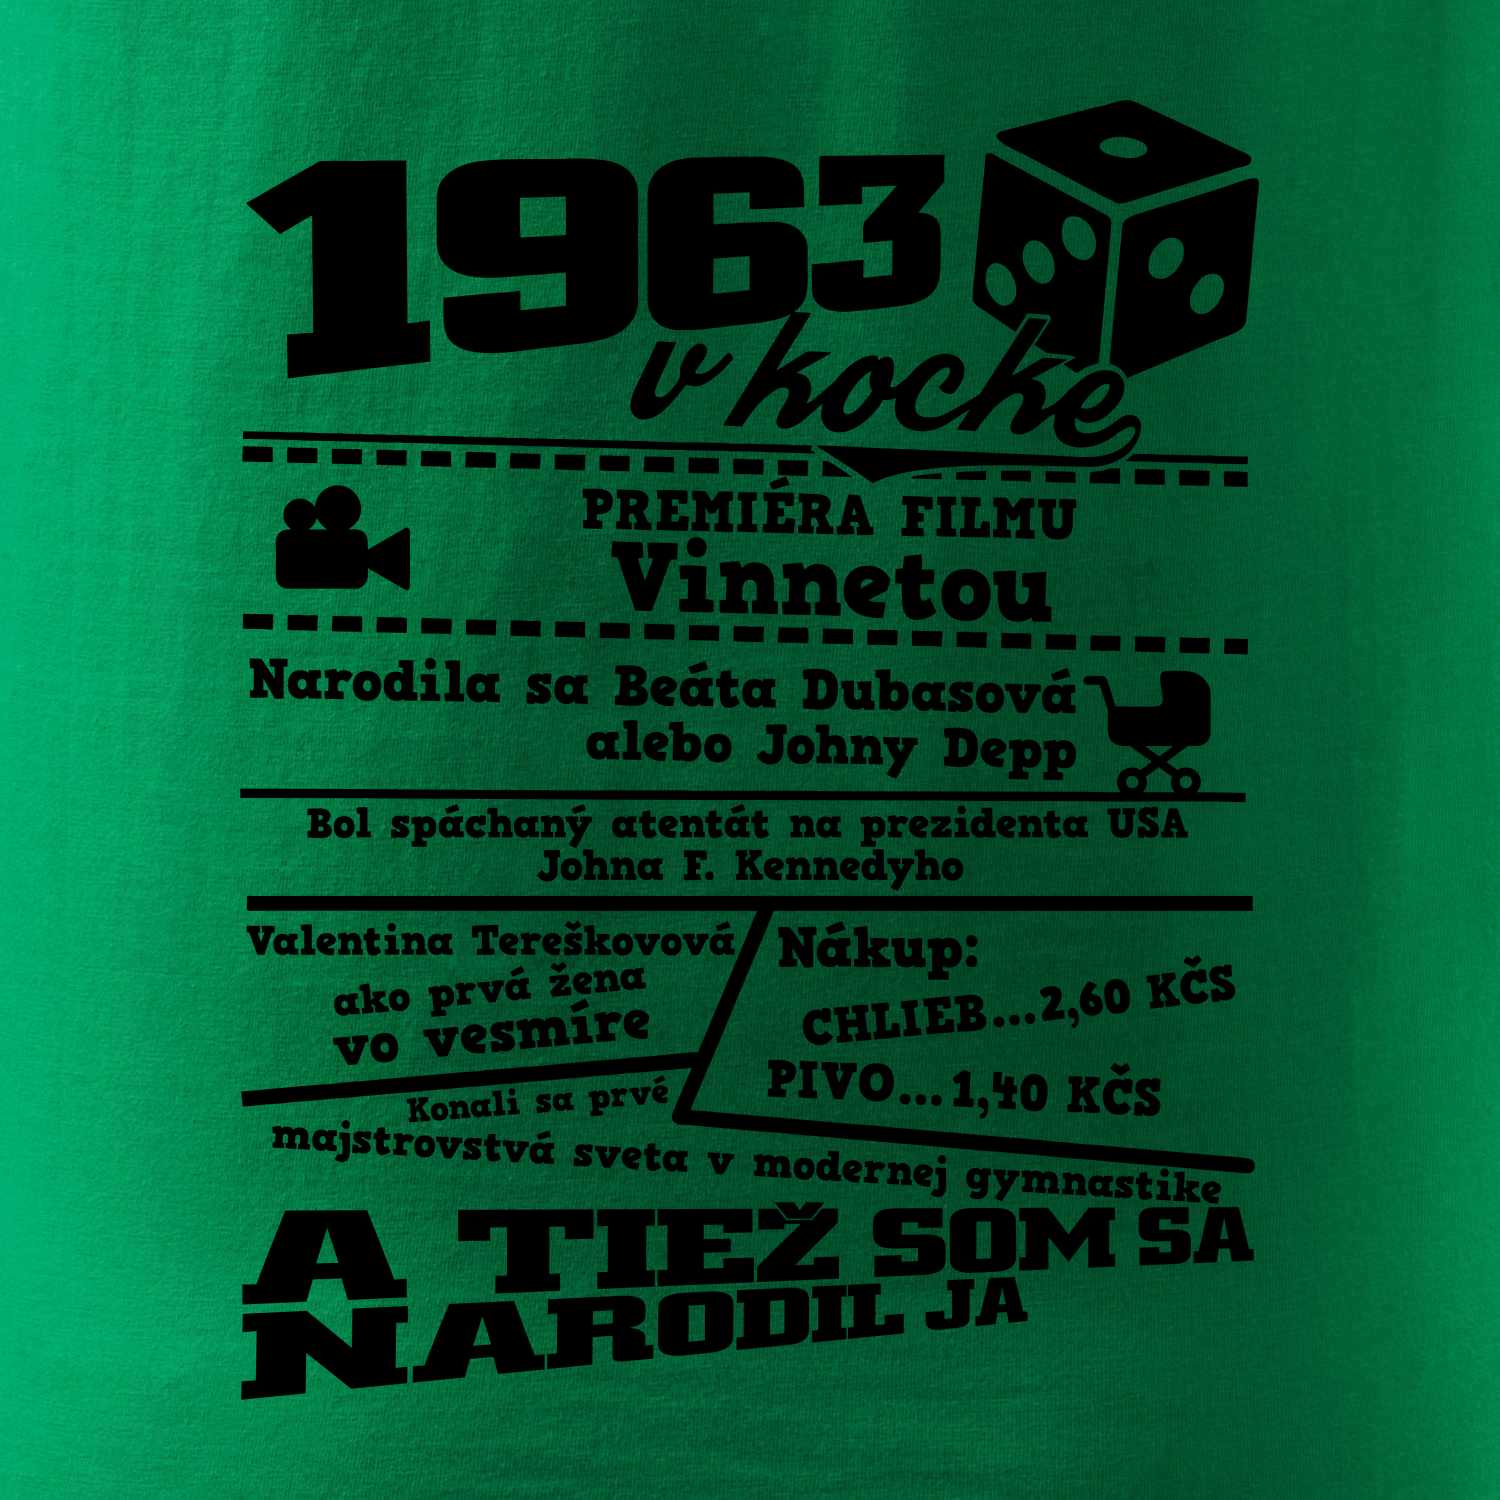 1963
v kocke
PREMIÉRA FILMU
Vinnetou
Narodila sa Beáta Dubasová
alebo Johny Depp
Bol spáchaný atentát na prezidenta USA
Johna F. Kennedyho
Valentina Tereškovová
ako prvá žena
vo vesmíre
Nákup:
CHLIEB...2,60 KČS
PIVO...1,40 KČS
Konali sa prvé
majstrovstvá sveta v modernej gymnastike
A TIEŽ SOM SA
NARODIL JA